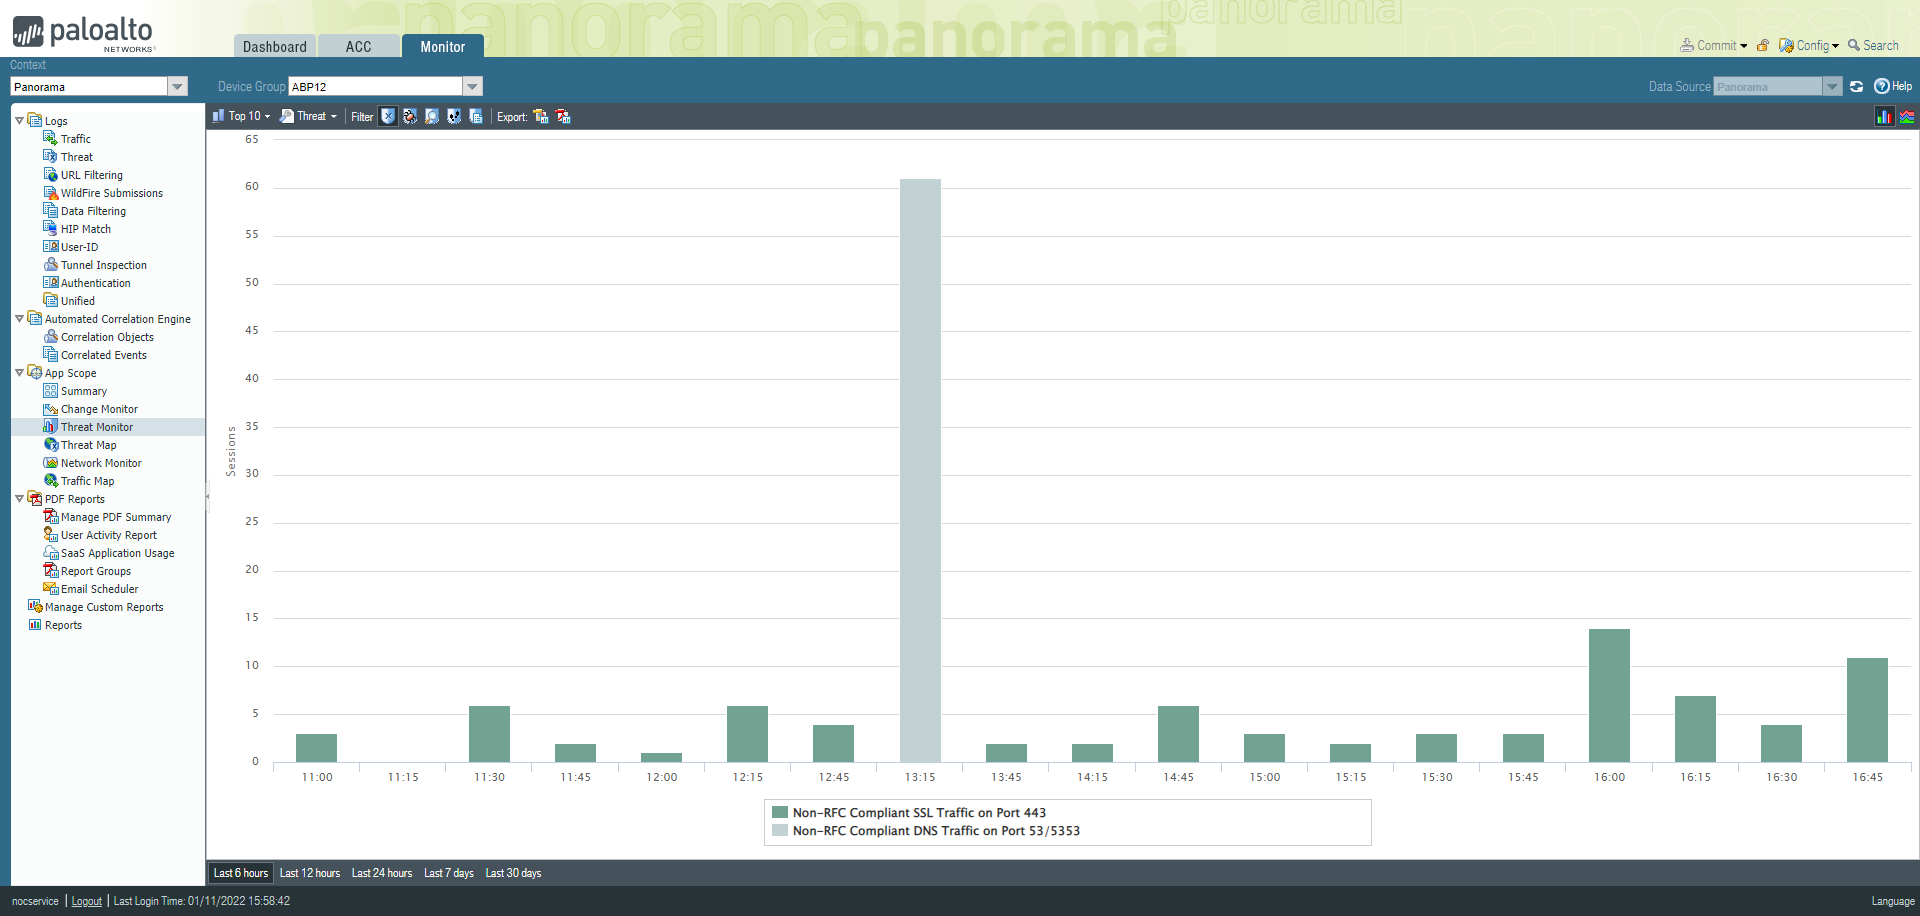 paloalto
NETWORKS®
panorama
panorama
panorama
Dashboard
ACC
Monitor
Commit
Config
Search
Context
Panorama
Device Group ABP12
Data Source Panorama
Help
Top 10
Threat
Filter
Export:
Logs
Traffic
Threat
URL Filtering
WildFire Submissions
Data Filtering
HIP Match
User-ID
Tunnel Inspection
Authentication
Unified
Automated Correlation Engine
Correlation Objects
Correlated Events
App Scope
Summary
Change Monitor
Threat Monitor
Threat Map
Network Monitor
Traffic Map
PDF Reports
Manage PDF Summary
User Activity Report
SaaS Application Usage
Report Groups
Email Scheduler
Manage Custom Reports
Reports
Sessions
65
60
55
50
45
40
35
30
25
20
15
10
5
0
11:00 11:15 11:30 11:45 12:00 12:15 12:45 13:15 13:45 14:15 14:45 15:00 15:15 15:30 15:45 16:00 16:15 16:30 16:45
Non-RFC Compliant SSL Traffic on Port 443
Non-RFC Compliant DNS Traffic on Port 53/5353
Last 6 hours Last 12 hours Last 24 hours Last 7 days Last 30 days
nocservice | Logout | Last Login Time: 01/11/2022 15:58:42
Language